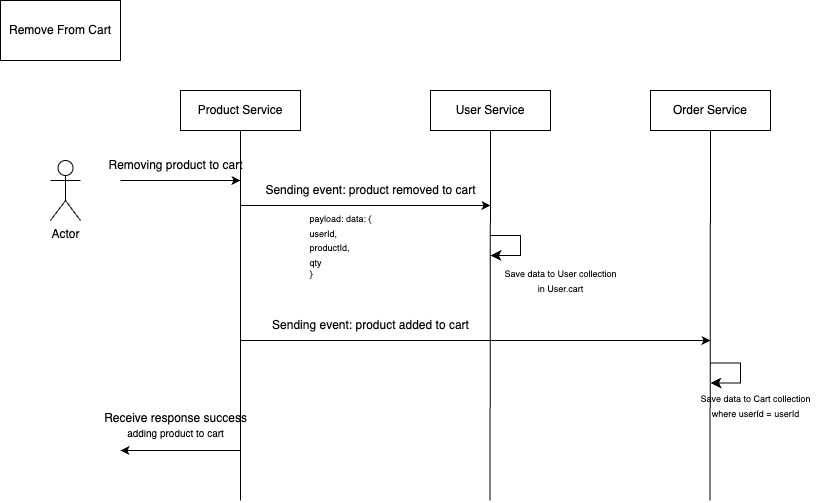 Remove From Cart
Product Service
User Service
Order Service
Removing product to cart
Sending event: product removed to cart
payload: data: {
userId,
productId,
qty
}
Actor
Save data to User collection
in User.cart
Sending event: product added to cart
Save data to Cart collection
where userId = userId
Receive response success
adding product to cart